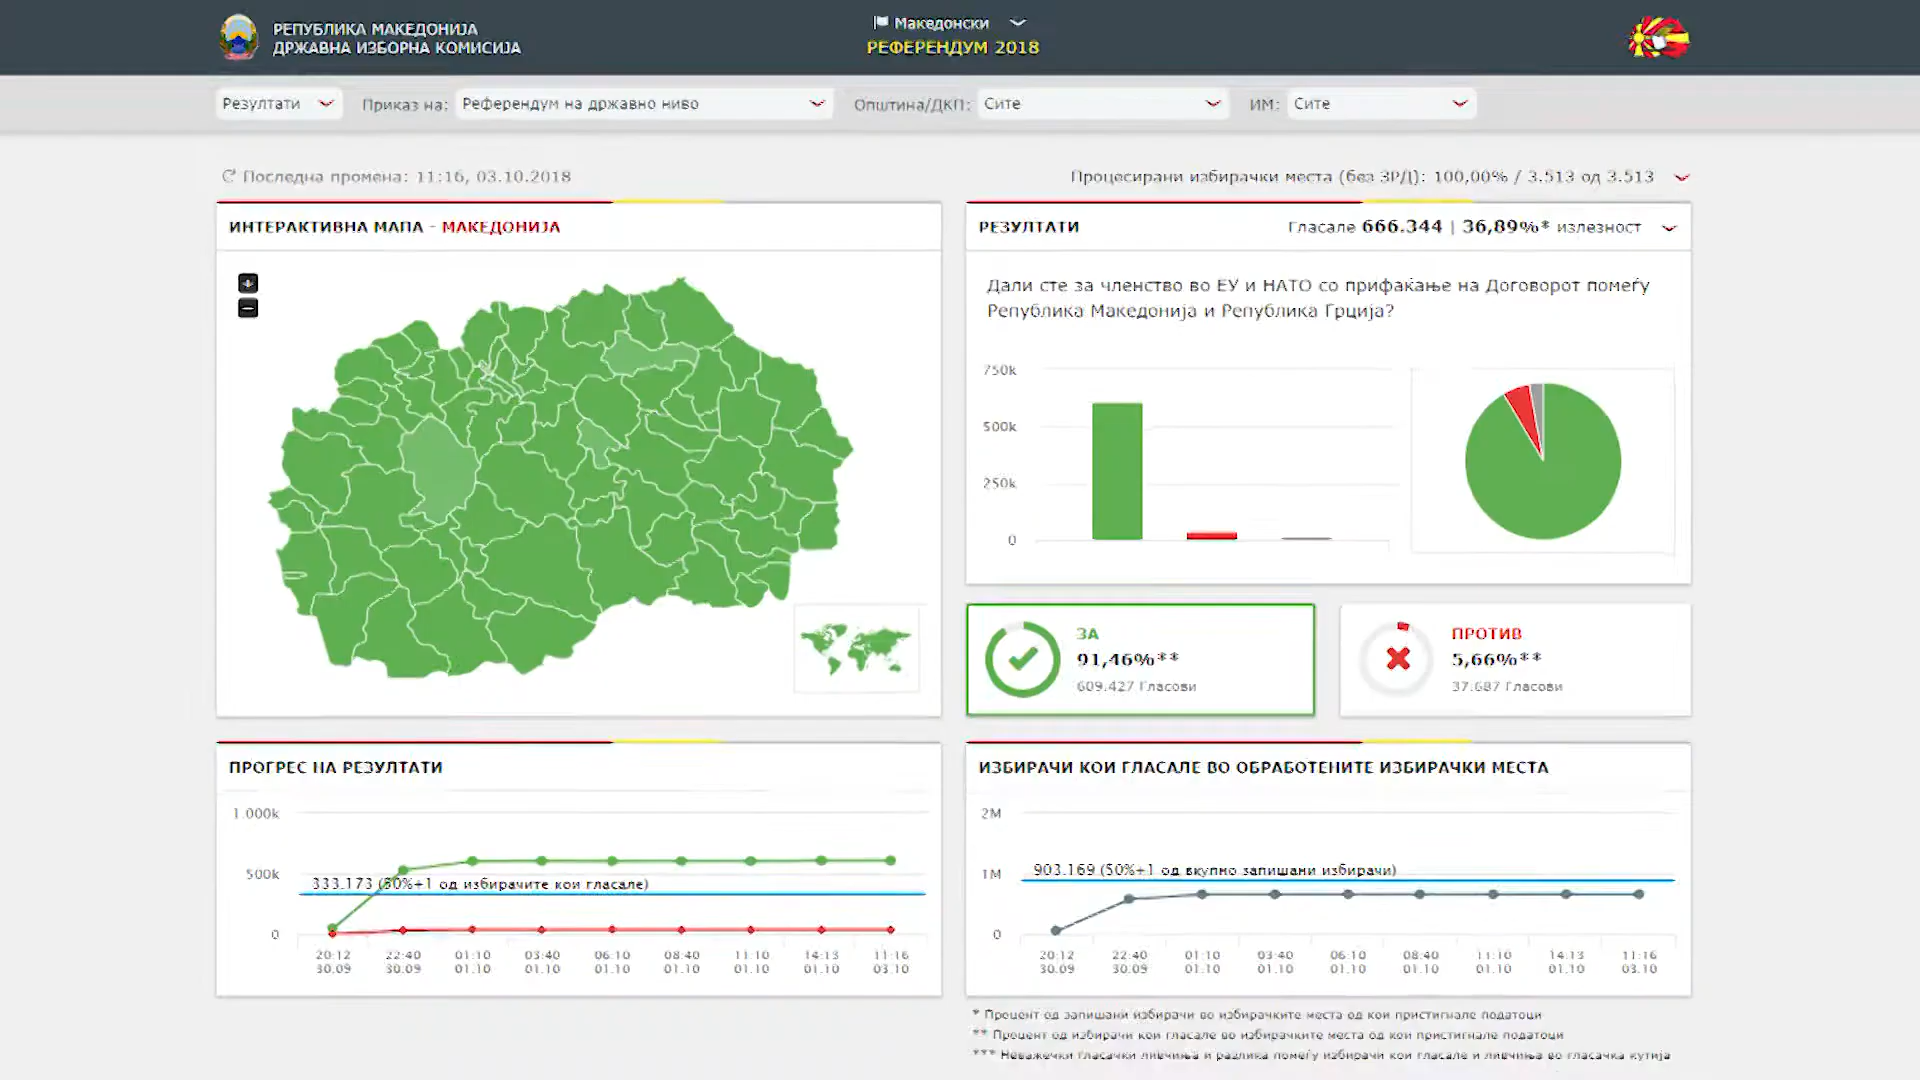 РЕПУБЛИКА МАКЕДОНИЈА
ДРЖАВНА ИЗБОРНА КОМИСИЈА
Македонски
РЕФЕРЕНДУМ 2018
Резултати
Приказ на: Референдум на државно ниво
Општина/ДКП: Сите
ИМ: Сите
Последна промена: 11:16, 03.10.2018
Процесирани избирачки места (без ЗРД): 100,00% / 3.513 од 3.513
ИНТЕРАКТИВНА МАПА - МАКЕДОНИЈА
РЕЗУЛТАТИ
Гласале 666.344 | 36,89%* излезност
Дали сте за членство во ЕУ и НАТО со прифаќање на Договорот помеѓу
Република Македонија и Република Грција?
750k
500k
250k
0
ЗА
91,46%**
609.427 Гласови
ПРОТИВ
5,66%**
37.687 Гласови
ПРОГРЕС НА РЕЗУЛТАТИ
1.000k
500k
0
333.173 (50%+1 од избирачите кои гласале)
20:12 22:40 01:10 03:40 06:10 08:40 11:10 14:13 11:16
30.09 30.09 01.10 01.10 01.10 01.10 01.10 01.10 03.10
ИЗБИРАЧИ КОИ ГЛАСАЛЕ ВО ОБРАБОТЕНИТЕ ИЗБИРАЧКИ МЕСТА
2M
1M
0
903.169 (50%+1 од вкупно запишани избирачи)
20:12 22:40 01:10 03:40 06:10 08:40 11:10 14:13 11:16
30.09 30.09 01.10 01.10 01.10 01.10 01.10 01.10 03.10
* Процент од запишани избирачи во избирачките места од кои пристигнале податоци
** Процент од избирачи кои гласале во избирачките места од кои пристигнале податоци
*** Неважечки гласачки ливчиња и разлика помеѓу избирачи кои гласале и ливчиња во гласачка кутија